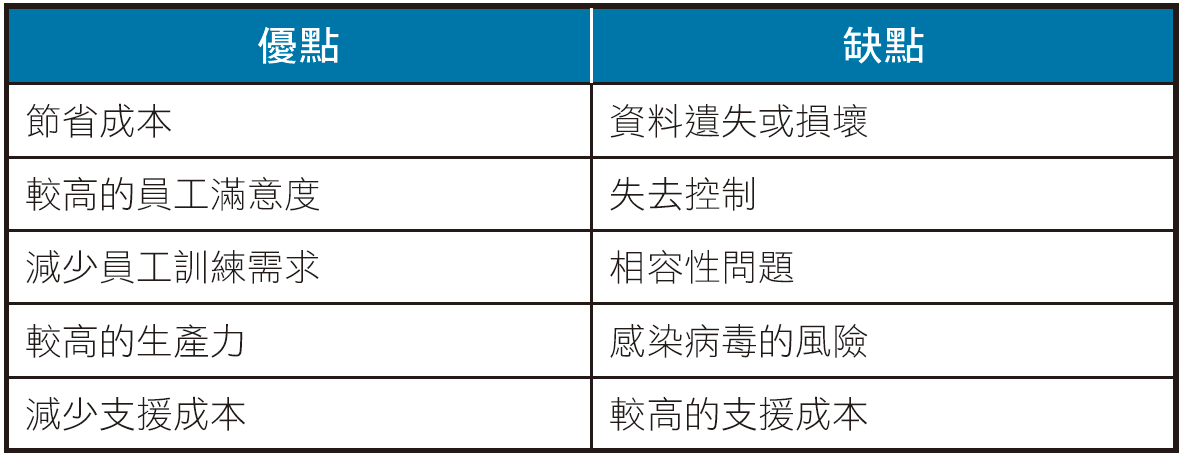 優點 缺點
節省成本 資料遺失或損壞
較高的員工滿意度 失去控制
減少員工訓練需求 相容性問題
較高的生產力 感染病毒的風險
減少支援成本 較高的支援成本